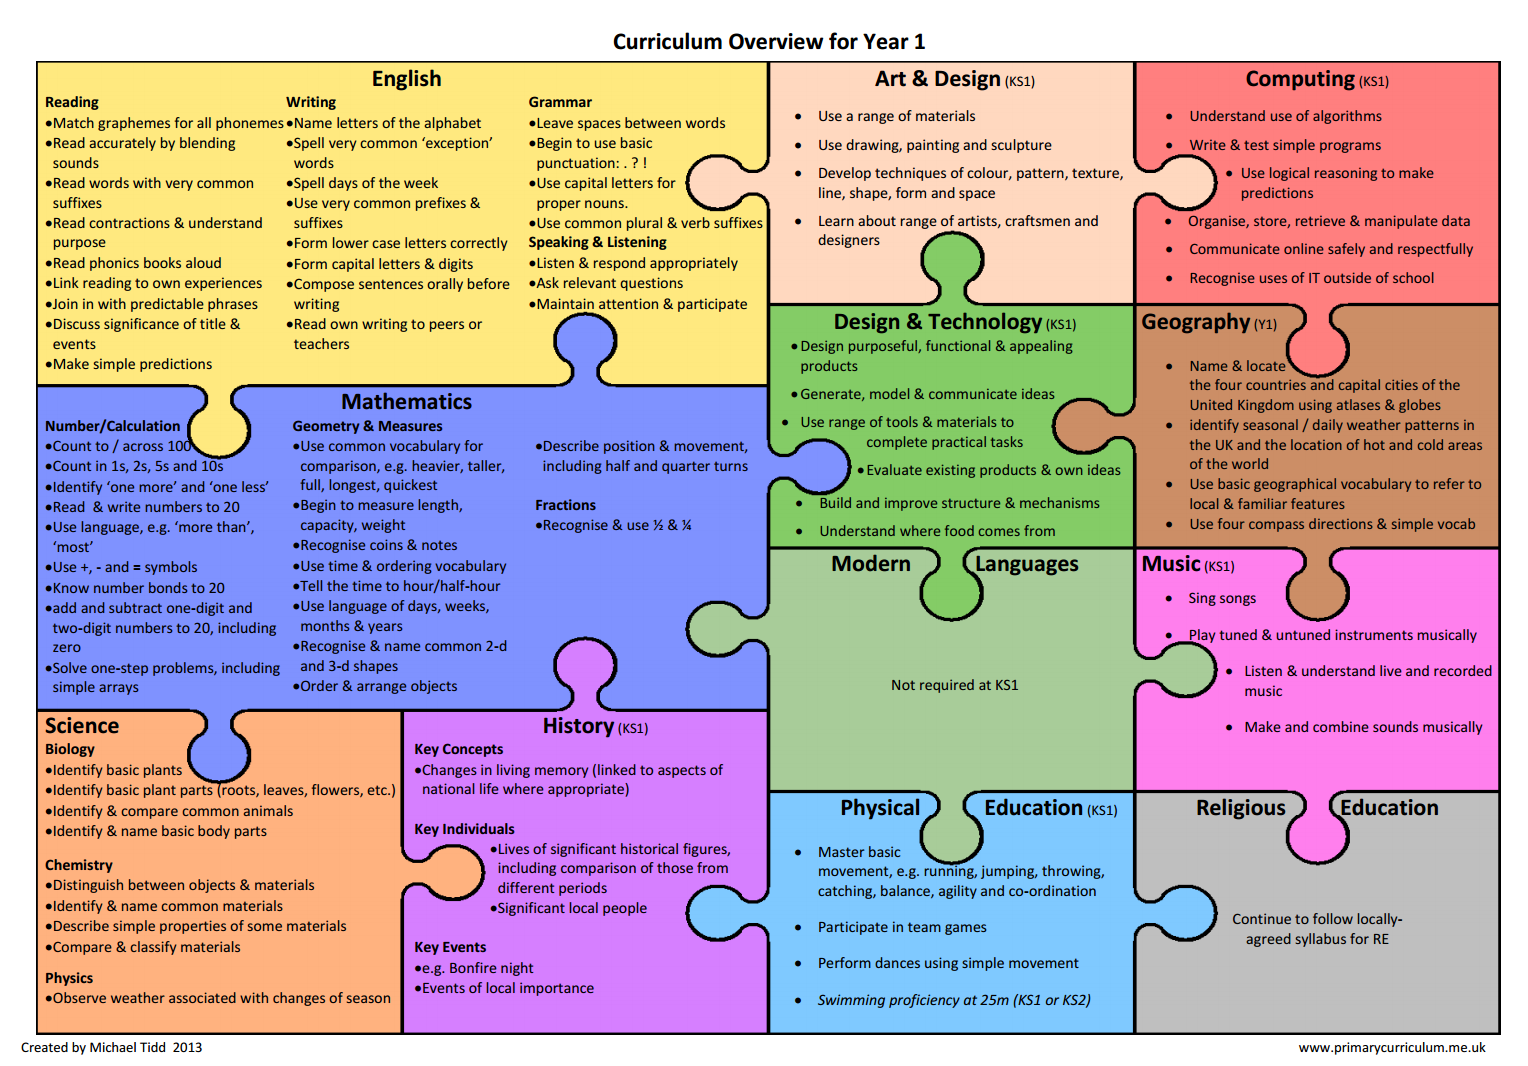 Curriculum Overview for Year 1
English
Reading
•Match graphemes for all phonemes
•Read accurately by blending
sounds
•Read words with very common
suffixes
•Read contractions & understand
purpose
•Read phonics books aloud
•Link reading to own experiences
•Join in with predictable phrases
•Discuss significance of title &
events
•Make simple predictions
Writing
•Name letters of the alphabet
•Spell very common ‘exception’
words
•Spell days of the week
•Use very common prefixes &
suffixes
•Form lower case letters correctly
•Form capital letters & digits
•Compose sentences orally before
writing
•Read own writing to peers or
teachers
Grammar
•Leave spaces between words
•Begin to use basic
punctuation: . ? !
•Use capital letters for
proper nouns.
•Use common plural & verb suffixes
Speaking & Listening
•Listen & respond appropriately
•Ask relevant questions
•Maintain attention & participate
Art & Design (KS1)
• Use a range of materials
• Use drawing, painting and sculpture
• Develop techniques of colour, pattern, texture,
line, shape, form and space
• Learn about range of artists, craftsmen and
designers
Computing (KS1)
• Understand use of algorithms
• Write & test simple programs
• Use logical reasoning to make
predictions
• Organise, store, retrieve & manipulate data
• Communicate online safely and respectfully
• Recognise uses of IT outside of school
Mathematics
Number/Calculation
•Count to / across 100
•Count in 1s, 2s, 5s and 10s
•Identify ‘one more’ and ‘one less’
•Read  & write numbers to 20
•Use language, e.g. ‘more than’,
‘most’
•Use +, - and = symbols
•Know number bonds to 20
•add and subtract one-digit and
two-digit numbers to 20, including
zero
•Solve one-step problems, including
simple arrays
Geometry & Measures
•Use common vocabulary for
comparison, e.g. heavier, taller,
full, longest, quickest
•Begin to measure length,
capacity, weight
•Recognise coins & notes
•Use time & ordering vocabulary
•Tell the time to hour/half-hour
•Use language of days, weeks,
months & years
•Recognise & name common 2-d
and 3-d shapes
•Order & arrange objects
•Describe position & movement,
including half and quarter turns
Fractions
•Recognise & use ½ & ¼
Design & Technology (KS1)
• Design purposeful, functional & appealing
products
• Generate, model & communicate ideas
• Use range of tools & materials to
complete practical tasks
• Evaluate existing products & own ideas
• Build and improve structure & mechanisms
• Understand where food comes from
Geography (Y1)
• Name & locate
the four countries and capital cities of the
United Kingdom using atlases & globes
• identify seasonal / daily weather patterns in
the UK and the location of hot and cold areas
of the world
• Use basic geographical vocabulary to refer to
local & familiar features
• Use four compass directions & simple vocab
Modern Languages
Not required at KS1
Music (KS1)
• Sing songs
• Play tuned & untuned instruments musically
• Listen & understand live and recorded
music
• Make and combine sounds musically
Science
Biology
•Identify basic plants
•Identify basic plant parts (roots, leaves, flowers, etc.)
•Identify & compare common animals
•Identify & name basic body parts
Chemistry
•Distinguish between objects & materials
•Identify & name common materials
•Describe simple properties of some materials
•Compare & classify materials
Physics
•Observe weather associated with changes of season
History (KS1)
Key Concepts
•Changes in living memory (linked to aspects of
national life where appropriate)
Key Individuals
•Lives of significant historical figures,
including comparison of those from
different periods
•Significant local people
Key Events
•e.g. Bonfire night
•Events of local importance
Physical Education (KS1)
• Master basic
movement, e.g. running, jumping, throwing,
catching, balance, agility and co-ordination
• Participate in team games
• Perform dances using simple movement
• Swimming proficiency at 25m (KS1 or KS2)
Religious Education
Continue to follow locally-
agreed syllabus for RE
Created by Michael Tidd  2013
www.primarycurriculum.me.uk